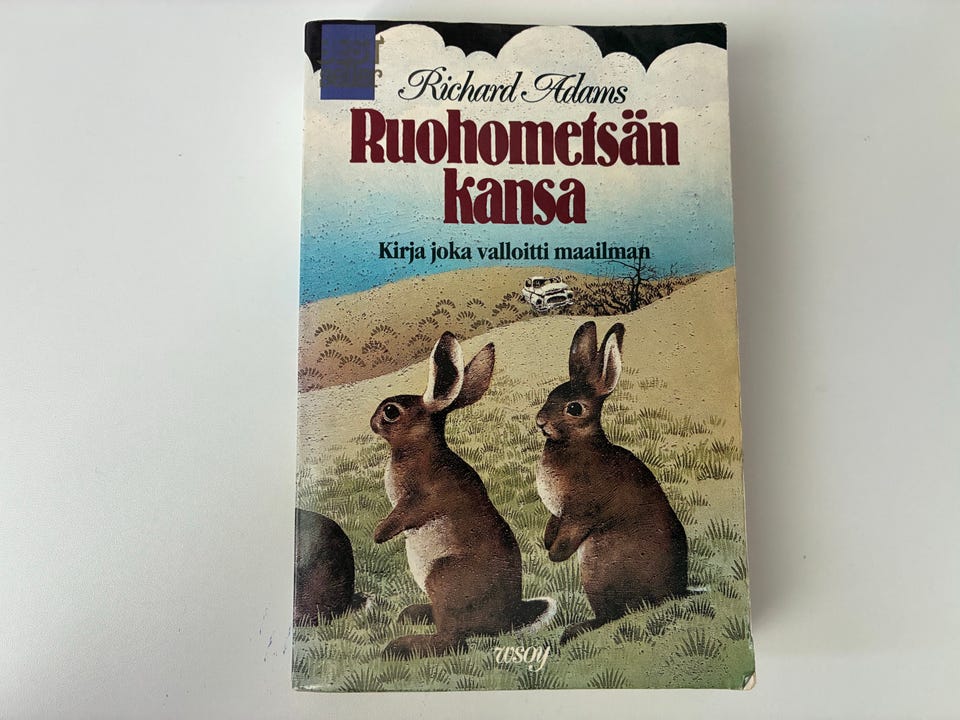 Richard Adams
Ruohometsän
kansa
Kirja joka valloitti maailman
wsoy